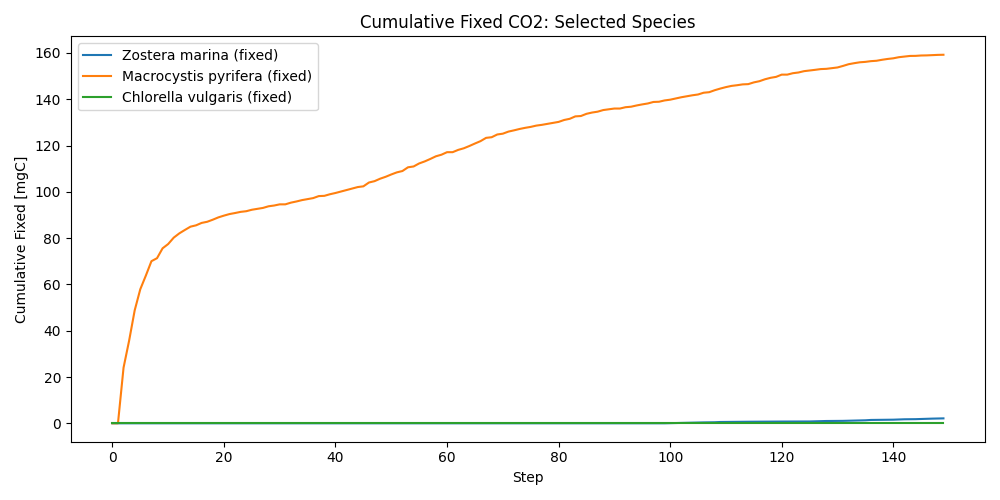 Cumulative Fixed CO2: Selected Species
Zostera marina (fixed)
Macrocystis pyrifera (fixed)
Chlorella vulgaris (fixed)
Cumulative Fixed [mgC]
160
140
120
100
80
60
40
20
0
0 20 40 60 80 100 120 140
Step